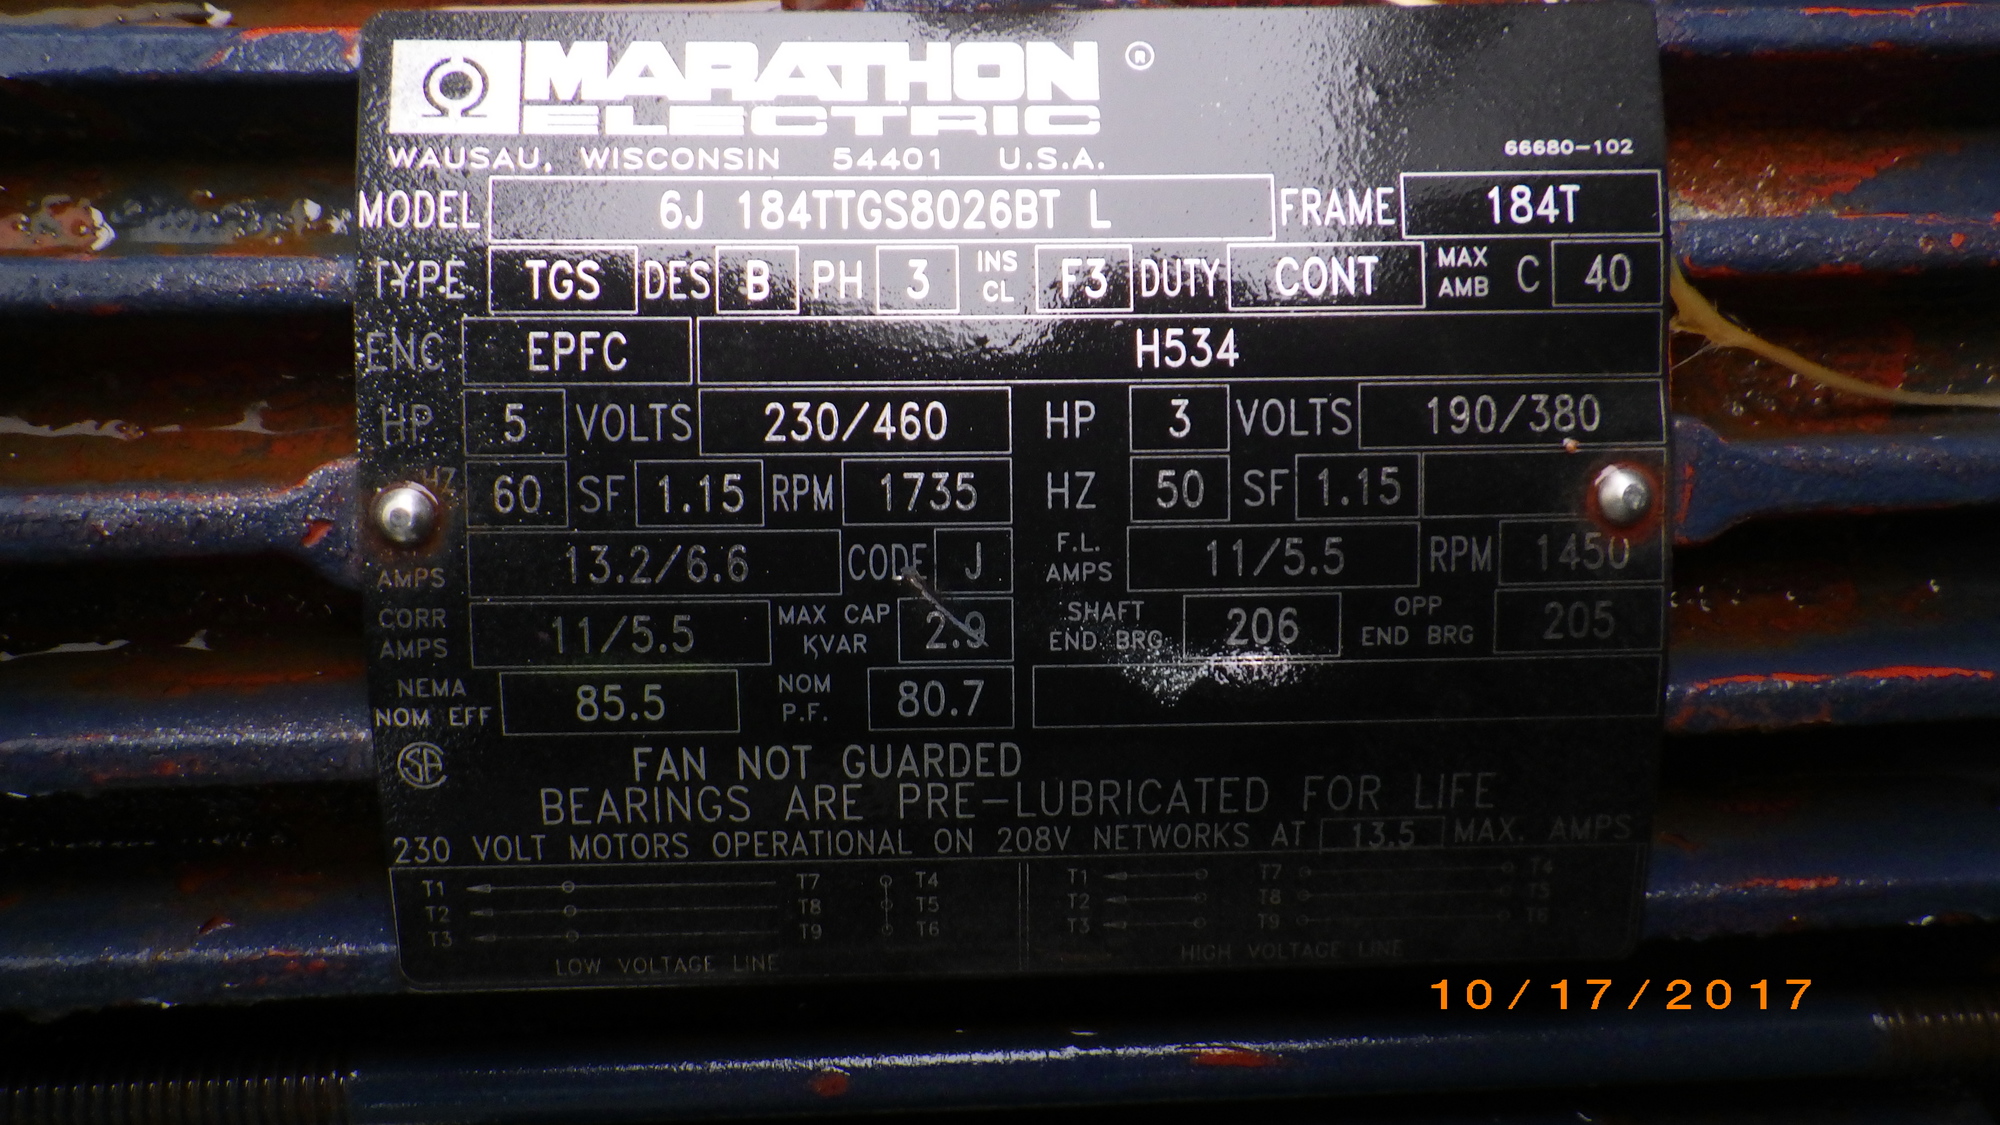 MARATHON ®
ELECTRIC
WAUSAU, WISCONSIN 54401 U.S.A. 66680-102
MODEL 6J 184TTGS8026BT L FRAME 184T
TYPE TGS DES B PH 3 INS CL F3 DUTY CONT MAX AMB C 40
ENC EPFC H534
HP 5 VOLTS 230/460 HP 3 VOLTS 190/380
HZ 60 SF 1.15 RPM 1735 HZ 50 SF 1.15
AMPS 13.2/6.6 CODE J F.L. AMPS 11/5.5 RPM 1450
CORR AMPS 11/5.5 MAX CAP KVAR 2.9 SHAFT END BRG 206 OPP END BRG 205
NEMA NOM EFF 85.5 NOM P.F. 80.7
SA FAN NOT GUARDED
BEARINGS ARE PRE-LUBRICATED FOR LIFE
230 VOLT MOTORS OPERATIONAL ON 208V NETWORKS AT 13.5 MAX. AMPS
T1 T7 T4 T1 T7 T4
T2 T8 T5 T2 T8 T5
T3 T9 T6 T3 T9 T6
LOW VOLTAGE LINE HIGH VOLTAGE LINE
10/17/2017